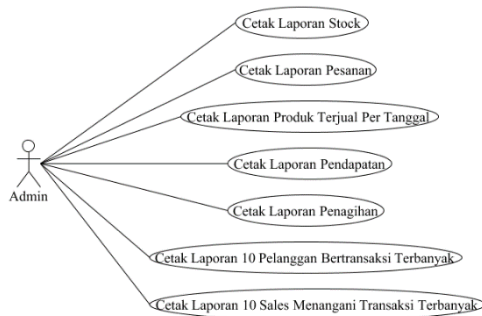 Cetak Laporan Stock
Cetak Laporan Pesanan
Cetak Laporan Produk Terjual Per Tanggal
Cetak Laporan Pendapatan
Admin
Cetak Laporan Penagihan
Cetak Laporan 10 Pelanggan Bertransaksi Terbanyak
Cetak Laporan 10 Sales Menangani Transaksi Terbanyak